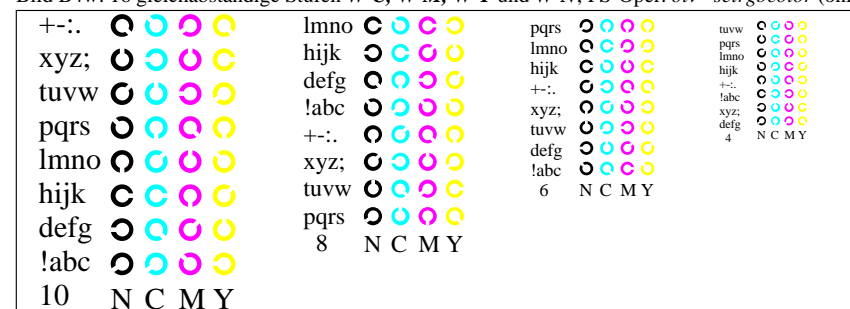 +-:.
xyz;
tuvw
pqrs
lmno
hijk
defg
!abc
10 N C M Y
lmno
hijk
defg
!abc
+-:.
xyz;
tuvw
pqrs
8 N C M Y
pqrs
lmno
hijk
+-:.
xyz;
tuvw
defg
!abc
6 N C M Y
tuvw
pqrs
lmno
hijk
+-:.
!abc
xyz;
defg
4 N C M Y